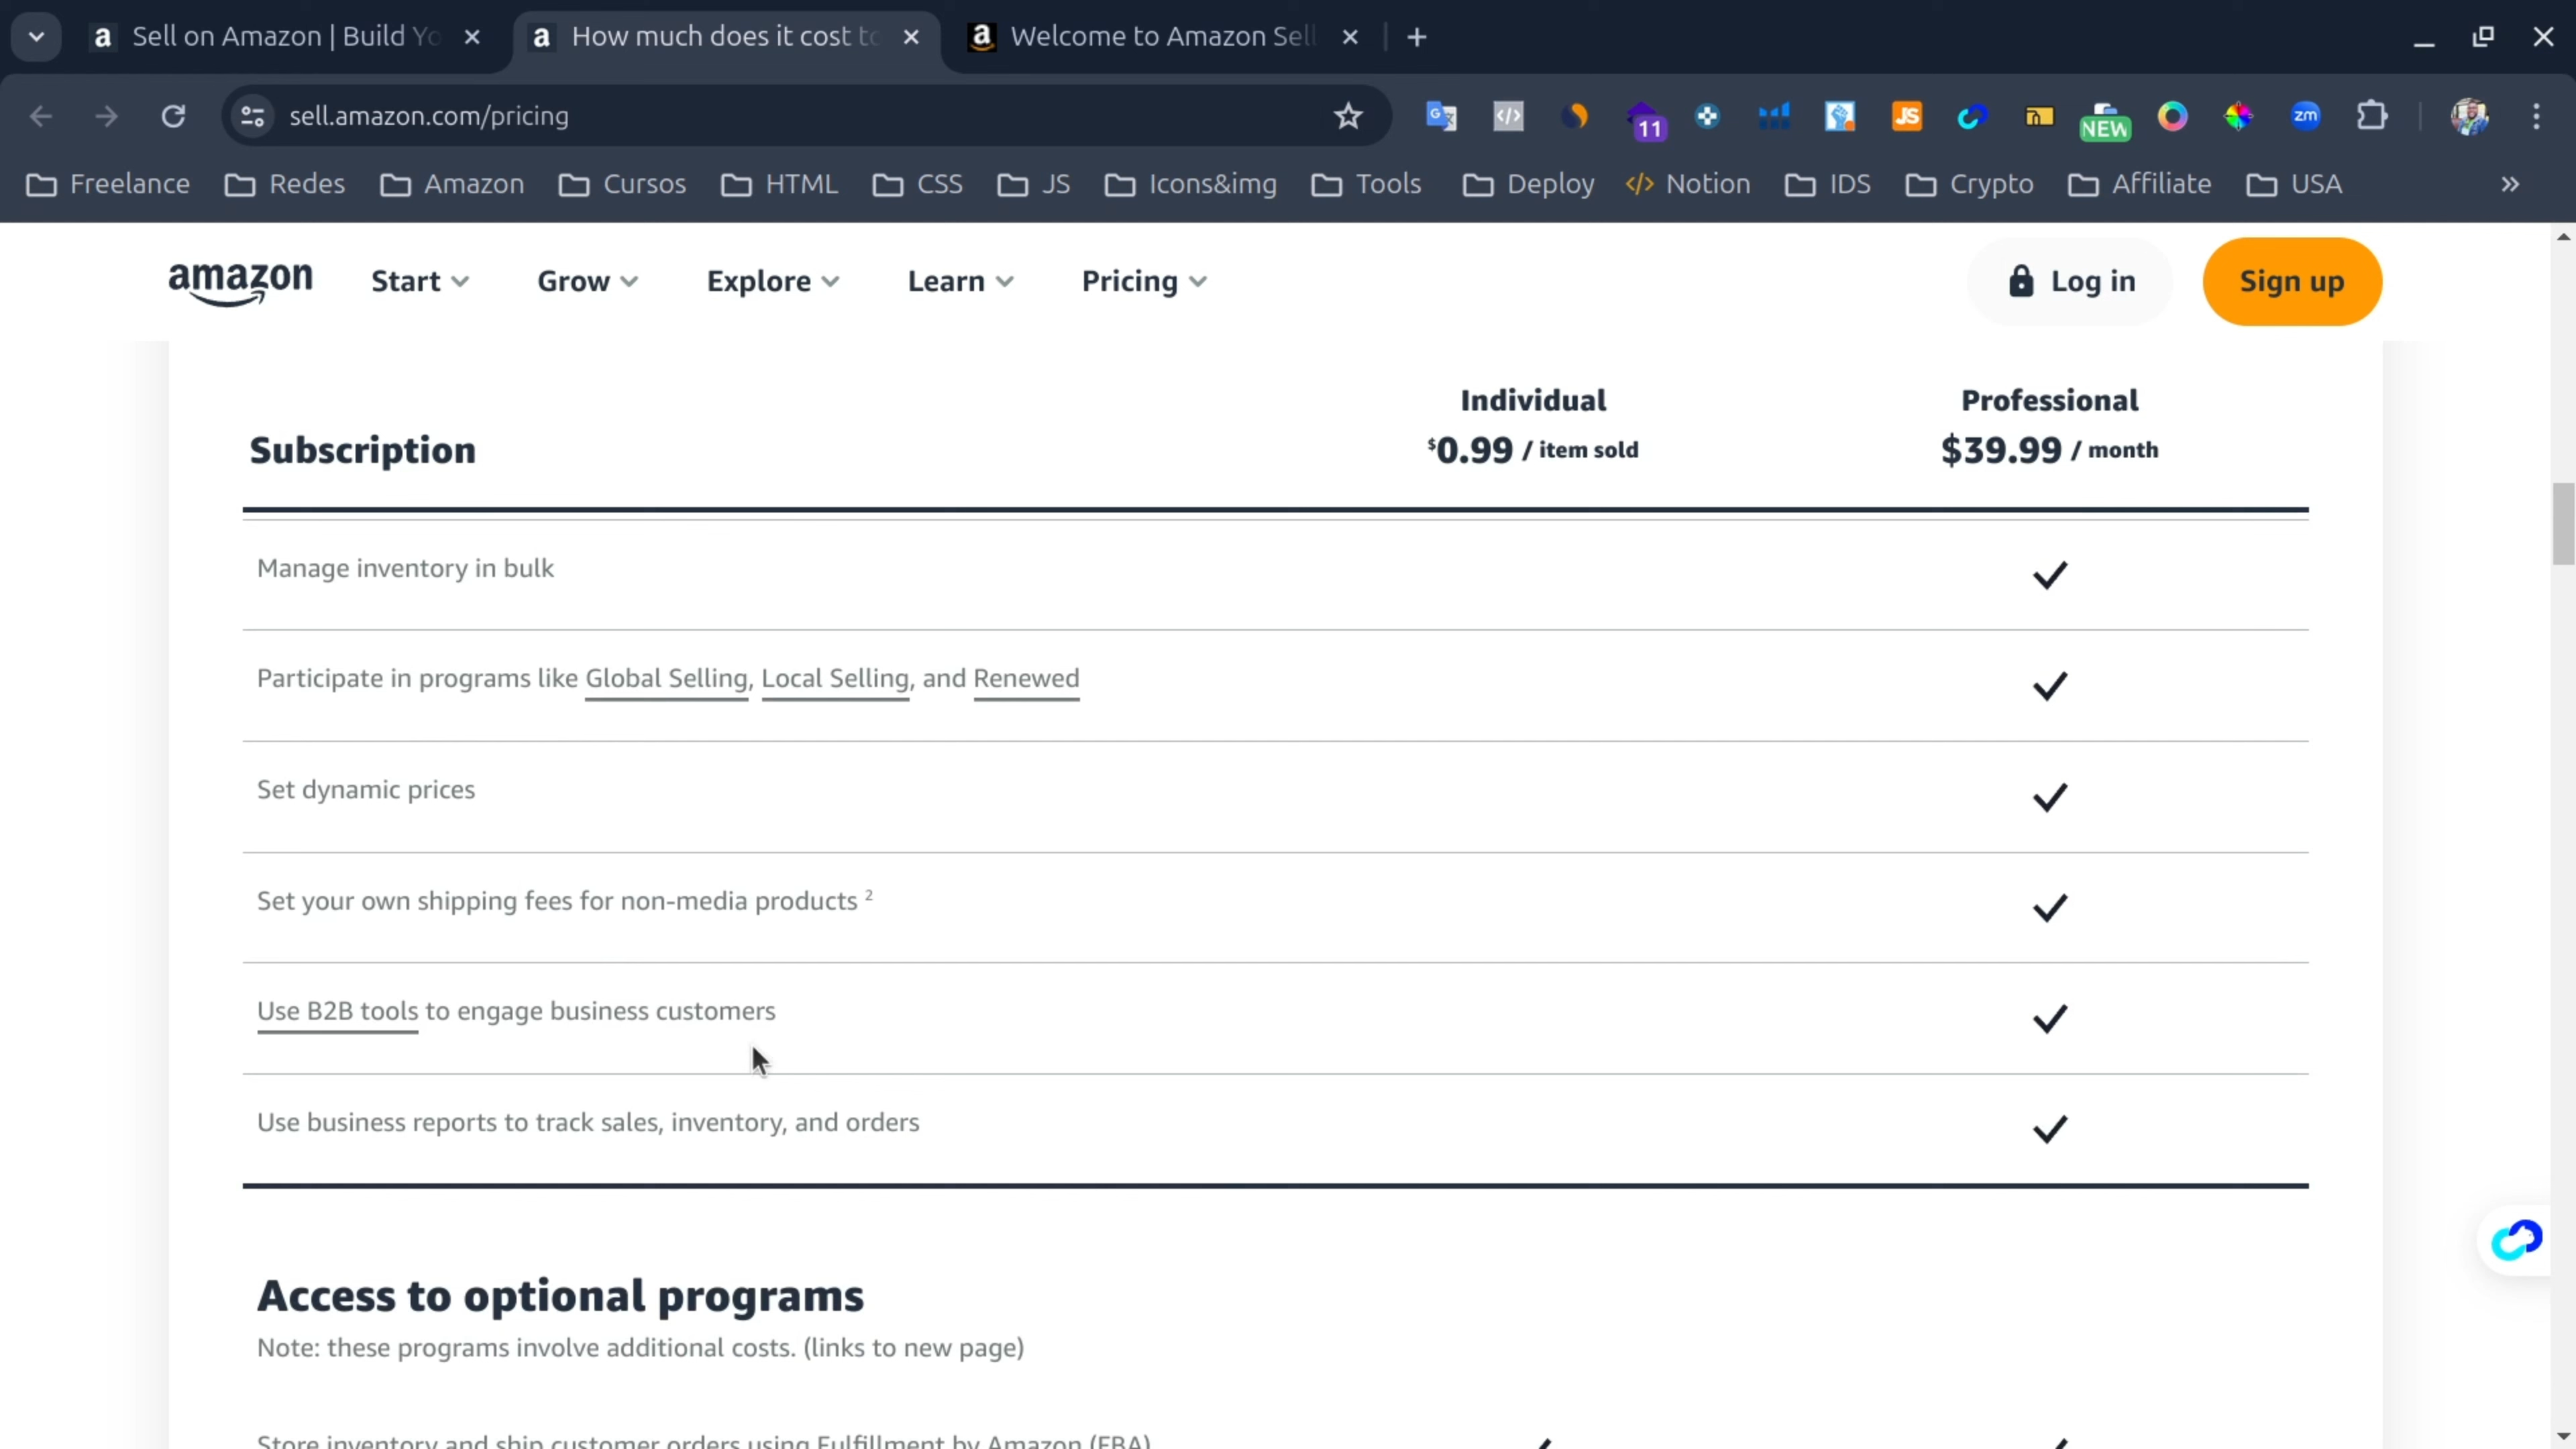 Sell on Amazon | Build Yo
How much does it cost to
Welcome to Amazon Sell
sell.amazon.com/pricing
11
JS
NEW
zm
Freelance
Redes
Amazon
Cursos
HTML
CSS
JS
Icons&img
Tools
Deploy
Notion
IDS
Crypto
Affiliate
USA
amazon
Start
Grow
Explore
Learn
Pricing
Log in
Sign up
Individual
Professional
Subscription
$0.99 / item sold
$39.99 / month
Manage inventory in bulk
Participate in programs like Global Selling, Local Selling, and Renewed
Set dynamic prices
Set your own shipping fees for non-media products 2
Use B2B tools to engage business customers
Use business reports to track sales, inventory, and orders
Access to optional programs
Note: these programs involve additional costs. (links to new page)
Store inventory and ship customer orders using Fulfillment by Amazon (FBA)